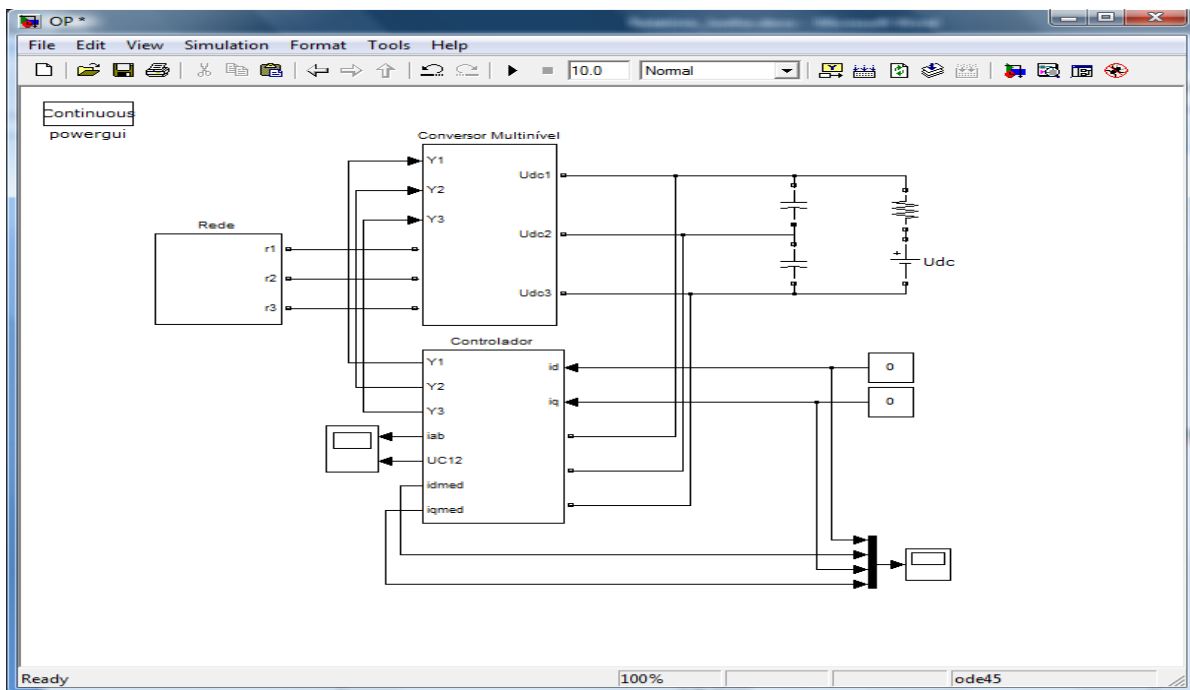 OP *
File Edit View Simulation Format Tools Help
10.0 Normal
Continuous
powergui
Conversor Multinível
Y1
Y2
Y3
Udc1
Udc2
Udc3
Rede
r1
r2
r3
Udc
Controlador
Y1
Y2
Y3
iab
UC12
idmed
iqmed
id
iq
0
0
Ready 100% ode45